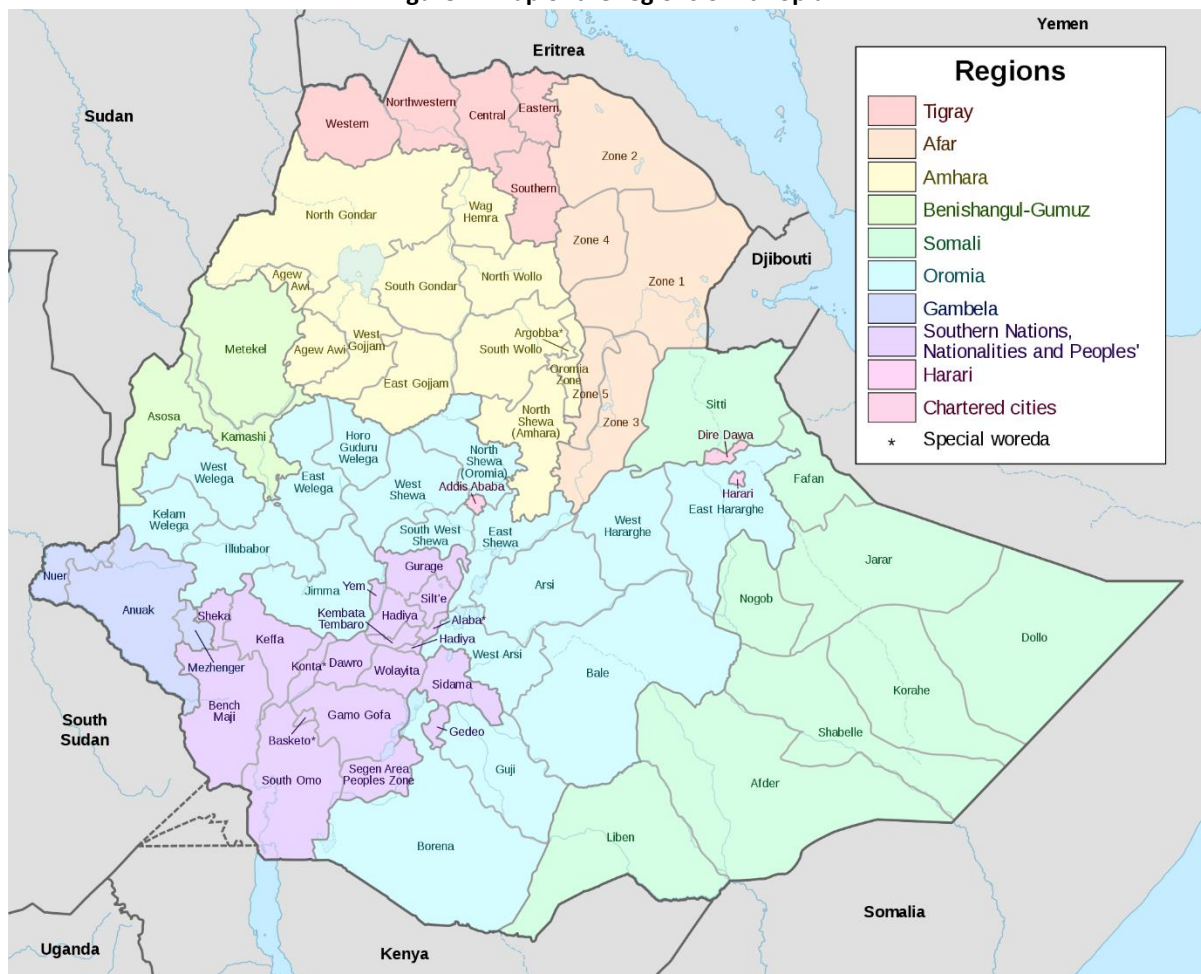 Yemen
Eritrea
Sudan
Djibouti
South
Sudan
Uganda
Kenya
Somalia
Regions
Tigray
Afar
Amhara
Benishangul-Gumuz
Somali
Oromia
Gambela
Southern Nations,
Nationalities and Peoples'
Harari
Chartered cities
* Special woreda
Western
Northwestern
Central
Eastern
Southern
Zone 2
Zone 4
Zone 1
Zone 5
Zone 3
North Gondar
Wag
Hemra
Agew
Awi
South Gondar
North Wollo
West
Gojjam
Agew Awi
East Gojjam
Argobba*
South Wollo
Oromia
Zone
North
Shewa
(Amhara)
Metekel
Asosa
Kamashi
Sitti
Dire Dawa
Harari
Fafan
Jarar
Nogob
Dollo
Korahe
Shabelle
Afder
Liben
West
Welega
Kelam
Welega
East
Welega
Horo
Guduru
Welega
West
Shewa
North
Shewa
(Oromia)
Addis Ababa
South West
Shewa
East
Shewa
Illubabor
Jimma
Arsi
West
Hararghe
East Hararghe
West Arsi
Bale
Guji
Borena
Nuer
Anuak
Mezhenger
Sheka
Keffa
Bench
Maji
Yem
Gurage
Silt'e
Hadiya
Kembata
Tembaro
Alaba*
Hadiya
Konta*
Dawro
Wolayita
Sidama
Gamo Gofa
Basketo*
Gedeo
South Omo
Segen Area
Peoples Zone